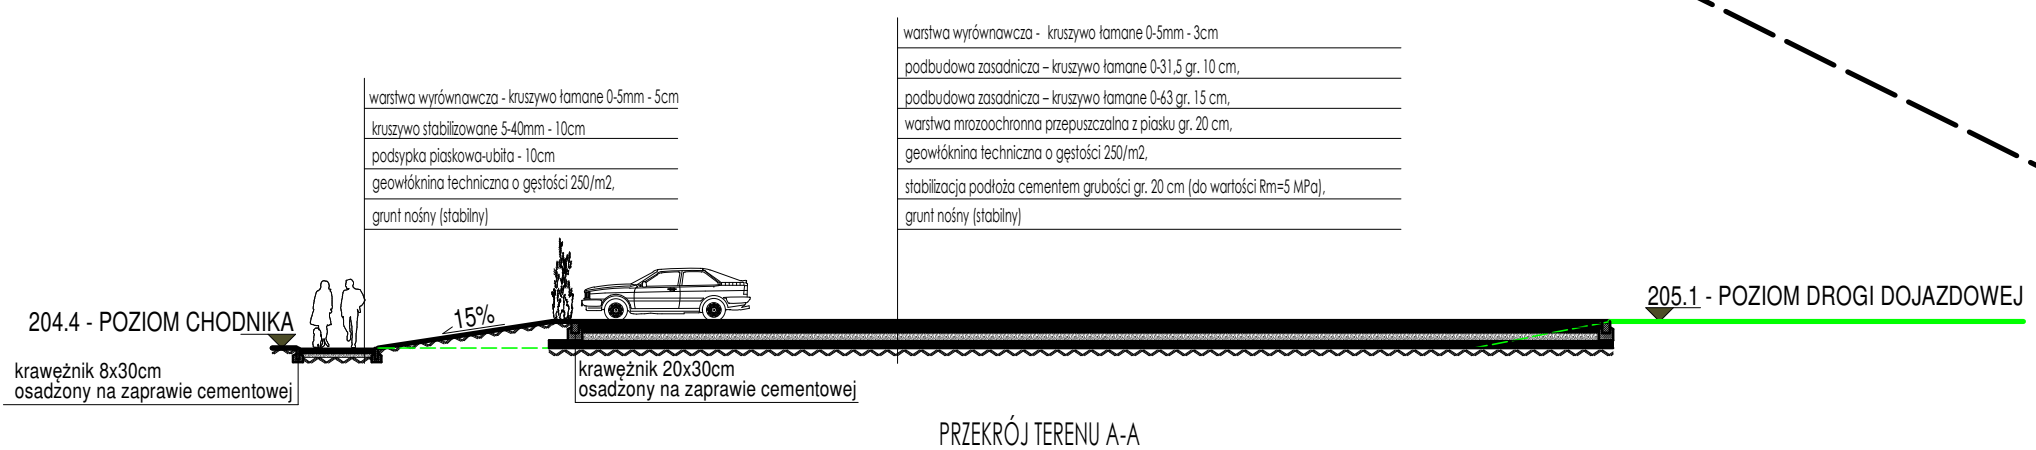 warstwa wyrównawcza - kruszywo łamane 0-5mm - 3cm
podbudowa zasadnicza – kruszywo łamane 0-31,5 gr. 10 cm,
podbudowa zasadnicza – kruszywo łamane 0-63 gr. 15 cm,
warstwa mrozoochronna przepuszczalna z piasku gr. 20 cm,
geowłóknina techniczna o gęstości 250/m2,
stabilizacja podłoża cementem grubości gr. 20 cm (do wartości Rm=5 MPa),
grunt nośny (stabilny)
warstwa wyrównawcza - kruszywo łamane 0-5mm - 5cm
kruszywo stabilizowane 5-40mm - 10cm
podsypka piaskowa-ubita - 10cm
geowłóknina techniczna o gęstości 250/m2,
grunt nośny (stabilny)
204.4 - POZIOM CHODNIKA
15%
205.1 - POZIOM DROGI DOJAZDOWEJ
krawężnik 8x30cm
osadzony na zaprawie cementowej
krawężnik 20x30cm
osadzony na zaprawie cementowej
PRZEKRÓJ TERENU A-A